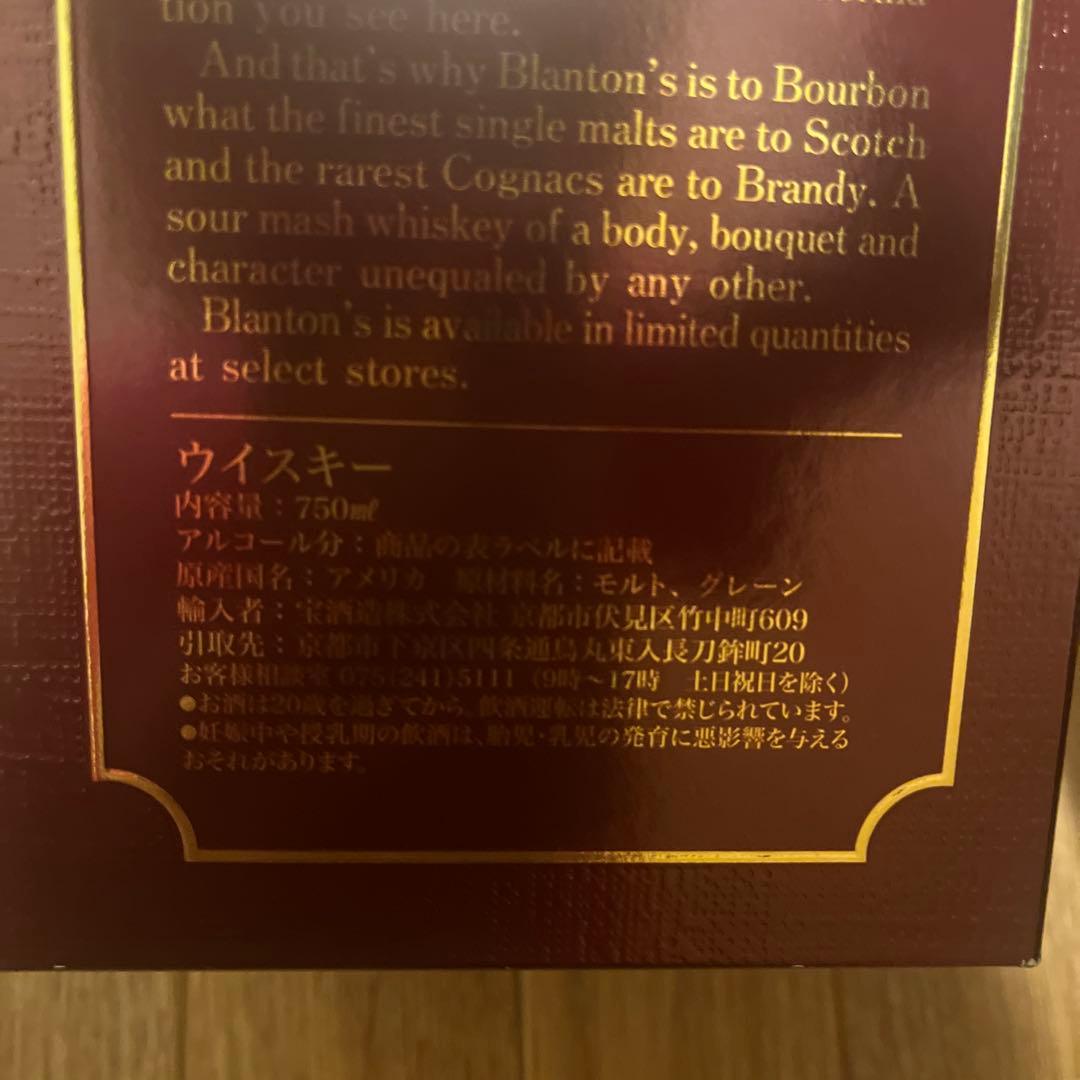 tion you see here.
And that's why Blanton's is to Bourbon
what the finest single malts are to Scotch
and the rarest Cognacs are to Brandy. A
sour mash whiskey of a body, bouquet and
character unequaled by any other.
Blanton's is available in limited quantities
at select stores.
ウイスキー
内容量：750㎖
アルコール分：商品の表ラベルに記載
原産国名：アメリカ 原材料名：モルト、グレーン
輸入者：宝酒造株式会社 京都市伏見区竹中町609
引取先：京都市下京区四条通烏丸東入長刀鉾町20
お客様相談室 075(241)5111 (9時～17時 土日祝日を除く)
●お酒は20歳を過ぎてから。飲酒運転は法律で禁じられています。
●妊娠中や授乳期の飲酒は、胎児・乳児の発育に悪影響を与える
おそれがあります。